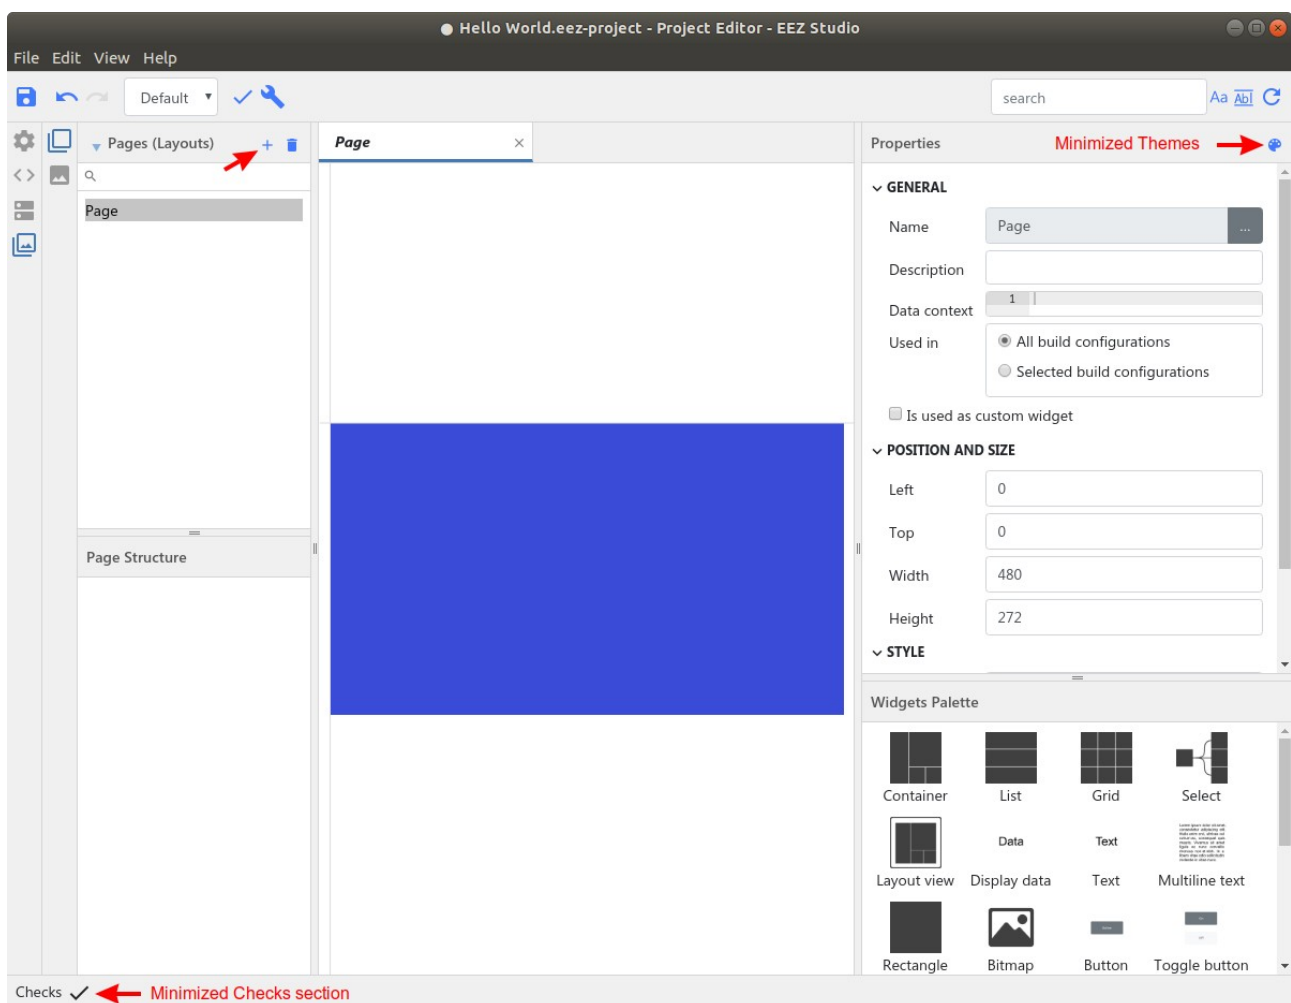 Hello World.eez-project - Project Editor - EEZ Studio
File Edit View Help
Default
search
Aa Abl
Pages (Layouts)
Page
Properties
Minimized Themes
Page
GENERAL
Name
Page
...
Description
Data context
1
Used in
All build configurations
Selected build configurations
Is used as custom widget
POSITION AND SIZE
Left
0
Top
0
Width
480
Height
272
STYLE
Page Structure
Widgets Palette
Container
List
Grid
Select
Data
Text
Layout view
Display data
Text
Multiline text
Rectangle
Bitmap
Button
Toggle button
Checks
Minimized Checks section